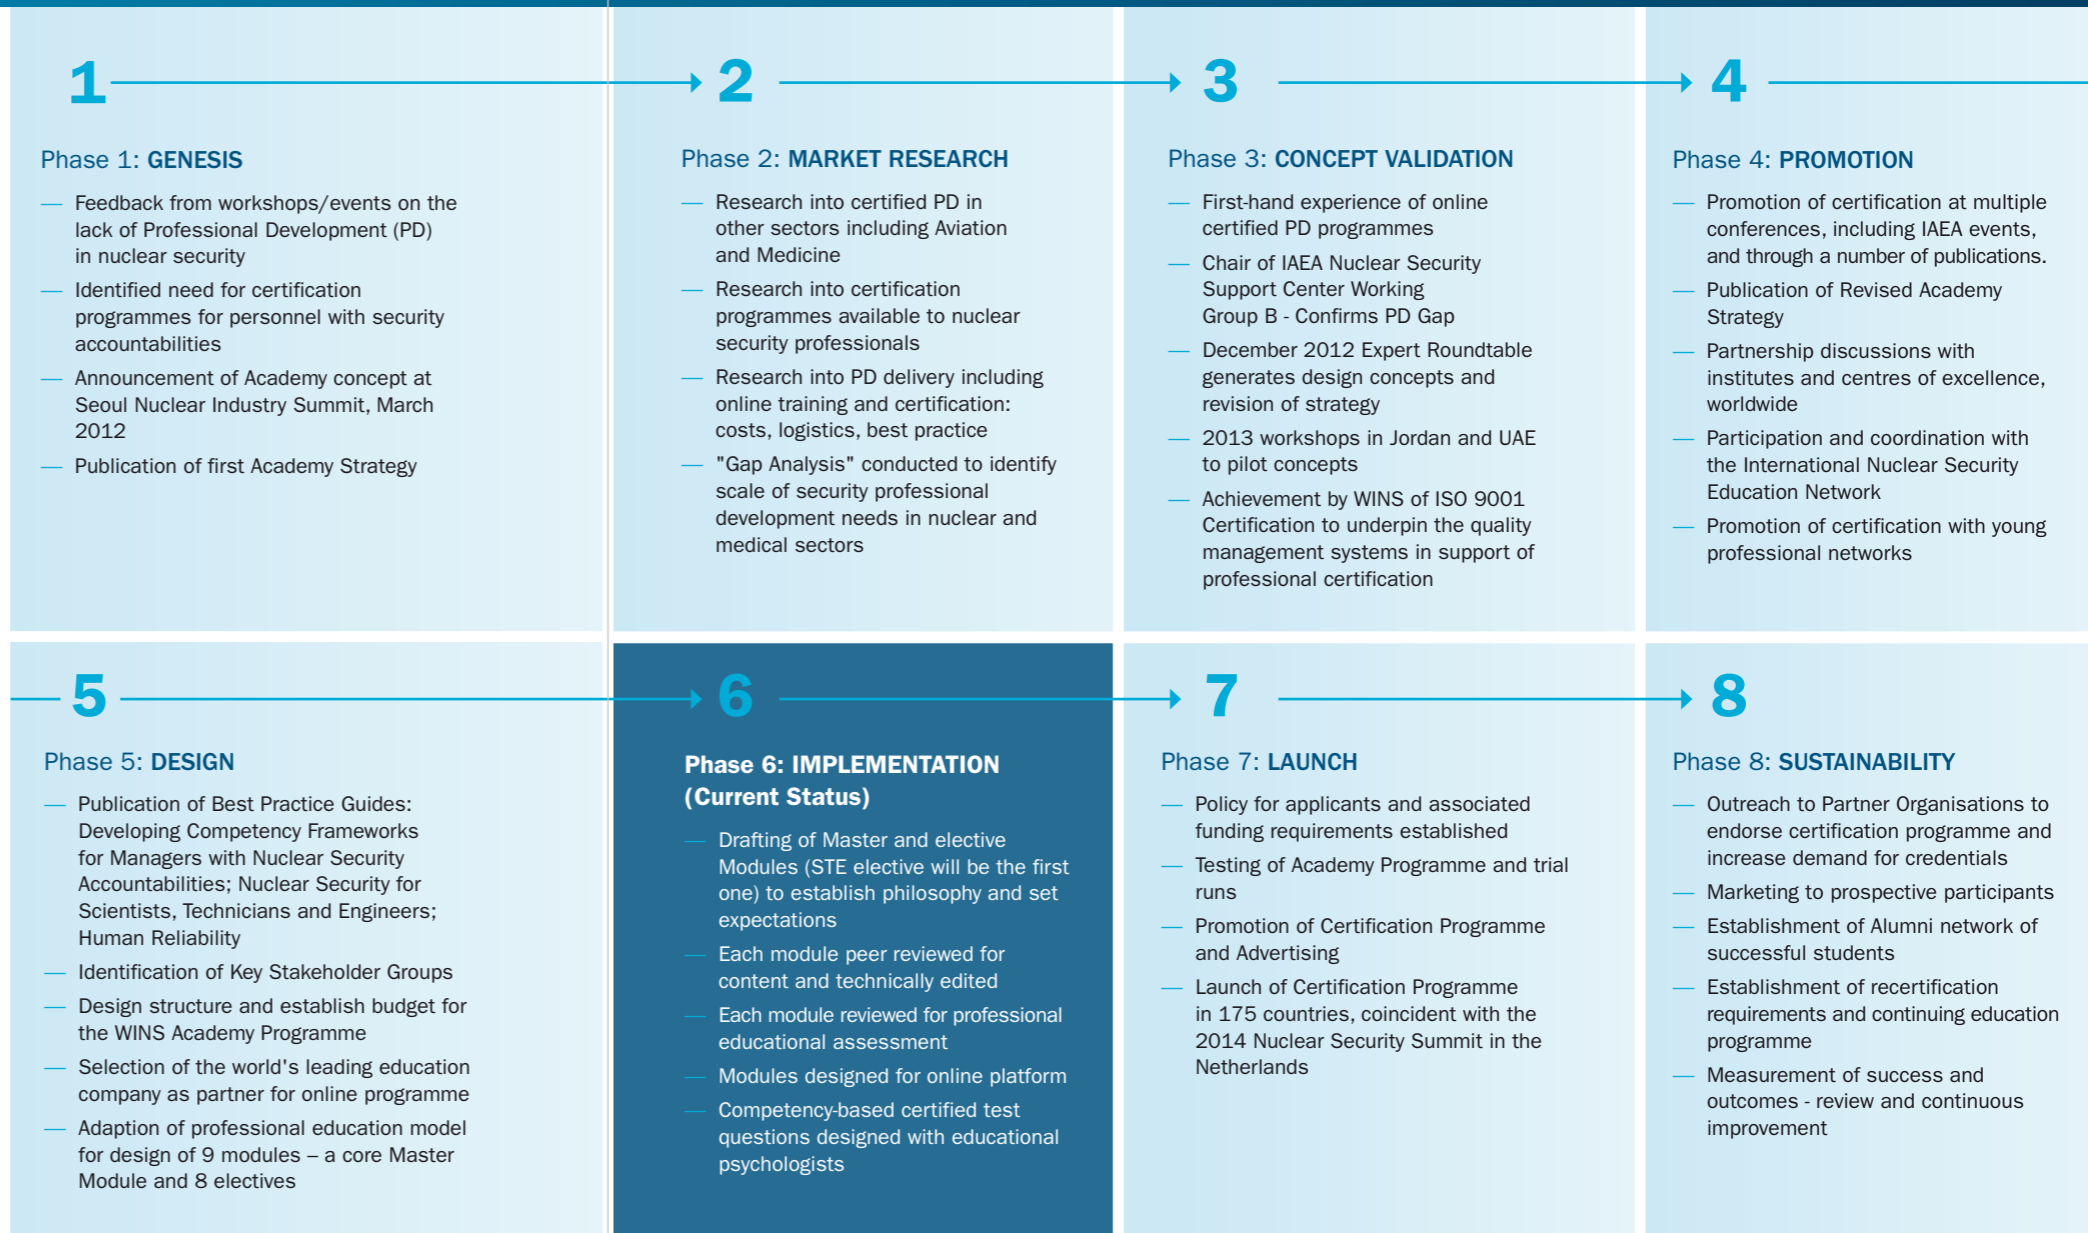 1
Phase 1: GENESIS
— Feedback from workshops/events on the
lack of Professional Development (PD)
in nuclear security
— Identified need for certification
programmes for personnel with security
accountabilities
— Announcement of Academy concept at
Seoul Nuclear Industry Summit, March
2012
— Publication of first Academy Strategy
2
Phase 2: MARKET RESEARCH
— Research into certified PD in
other sectors including Aviation
and Medicine
— Research into certification
programmes available to nuclear
security professionals
— Research into PD delivery including
online training and certification:
costs, logistics, best practice
— "Gap Analysis" conducted to identify
scale of security professional
development needs in nuclear and
medical sectors
3
Phase 3: CONCEPT VALIDATION
— First-hand experience of online
certified PD programmes
— Chair of IAEA Nuclear Security
Support Center Working
Group B - Confirms PD Gap
— December 2012 Expert Roundtable
generates design concepts and
revision of strategy
— 2013 workshops in Jordan and UAE
to pilot concepts
— Achievement by WINS of ISO 9001
Certification to underpin the quality
management systems in support of
professional certification
4
Phase 4: PROMOTION
— Promotion of certification at multiple
conferences, including IAEA events,
and through a number of publications.
— Publication of Revised Academy
Strategy
— Partnership discussions with
institutes and centres of excellence,
worldwide
— Participation and coordination with
the International Nuclear Security
Education Network
— Promotion of certification with young
professional networks
5
Phase 5: DESIGN
— Publication of Best Practice Guides:
Developing Competency Frameworks
for Managers with Nuclear Security
Accountabilities; Nuclear Security for
Scientists, Technicians and Engineers;
Human Reliability
— Identification of Key Stakeholder Groups
— Design structure and establish budget for
the WINS Academy Programme
— Selection of the world's leading education
company as partner for online programme
— Adaption of professional education model
for design of 9 modules – a core Master
Module and 8 electives
6
Phase 6: IMPLEMENTATION
(Current Status)
— Drafting of Master and elective
Modules (STE elective will be the first
one) to establish philosophy and set
expectations
— Each module peer reviewed for
content and technically edited
— Each module reviewed for professional
educational assessment
— Modules designed for online platform
— Competency-based certified test
questions designed with educational
psychologists
7
Phase 7: LAUNCH
— Policy for applicants and associated
funding requirements established
— Testing of Academy Programme and trial
runs
— Promotion of Certification Programme
and Advertising
— Launch of Certification Programme
in 175 countries, coincident with the
2014 Nuclear Security Summit in the
Netherlands
8
Phase 8: SUSTAINABILITY
— Outreach to Partner Organisations to
endorse certification programme and
increase demand for credentials
— Marketing to prospective participants
— Establishment of Alumni network of
successful students
— Establishment of recertification
requirements and continuing education
programme
— Measurement of success and
outcomes - review and continuous
improvement